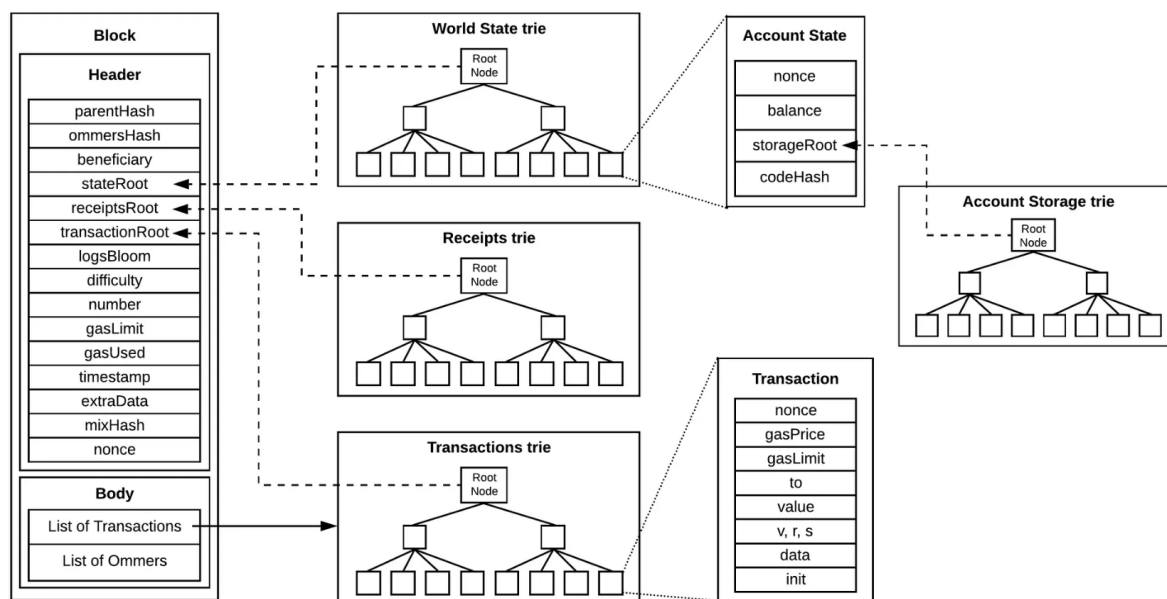 Block
Header
parentHash
ommersHash
beneficiary
stateRoot
receiptsRoot
transactionRoot
logsBloom
difficulty
number
gasLimit
gasUsed
timestamp
extraData
mixHash
nonce
Body
List of Transactions
List of Ommers
World State trie
Root
Node
Receipts trie
Root
Node
Transactions trie
Root
Node
Account State
nonce
balance
storageRoot
codeHash
Account Storage trie
Root
Node
Transaction
nonce
gasPrice
gasLimit
to
value
v, r, s
data
init